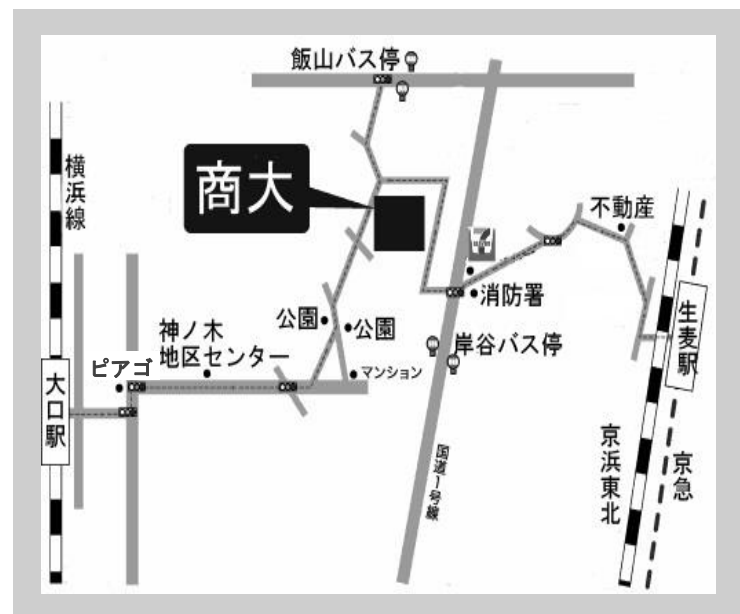 飯山バス停
横浜線
商大
不動産
消防署
公園
公園
神ノ木
地区センター
ピアゴ
マンション
岸谷バス停
生麦駅
大口駅
国道1号線
京浜東北
京急